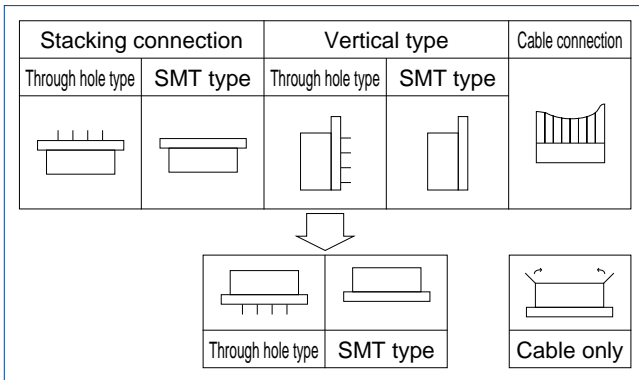 Stacking connection Vertical type Cable connection
Through hole type SMT type Through hole type SMT type
Through hole type SMT type Cable only